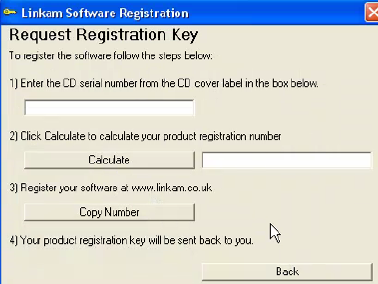 Linkam Software Registration
Request Registration Key
To register the software follow the steps below:
1) Enter the CD serial number from the CD cover label in the box below.
2) Click Calculate to calculate your product registration number
Calculate
3) Register your software at www.linkam.co.uk
Copy Number
4) Your product registration key will be sent back to you.
Back